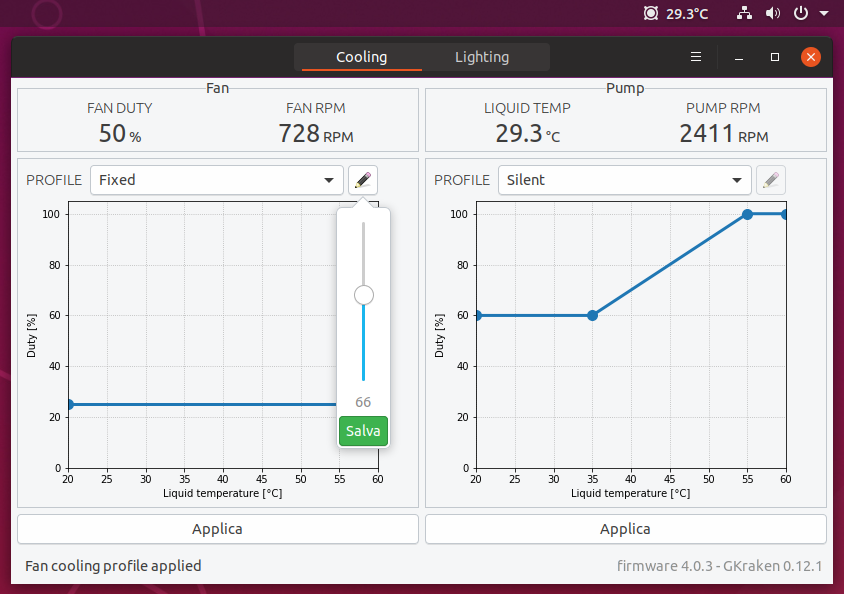 29.3°C
Cooling Lighting
Fan
FAN DUTY FAN RPM
50 % 728 RPM
Pump
LIQUID TEMP PUMP RPM
29.3 °C 2411 RPM
PROFILE Fixed
100
80
60
40
20
0
Duty [%]
20 25 30 35 40 45 50 55 60
Liquid temperature [°C]
66
Salva
Applica
PROFILE Silent
100
80
60
40
20
0
Duty [%]
20 25 30 35 40 45 50 55 60
Liquid temperature [°C]
Applica
Fan cooling profile applied
firmware 4.0.3 - GKraken 0.12.1